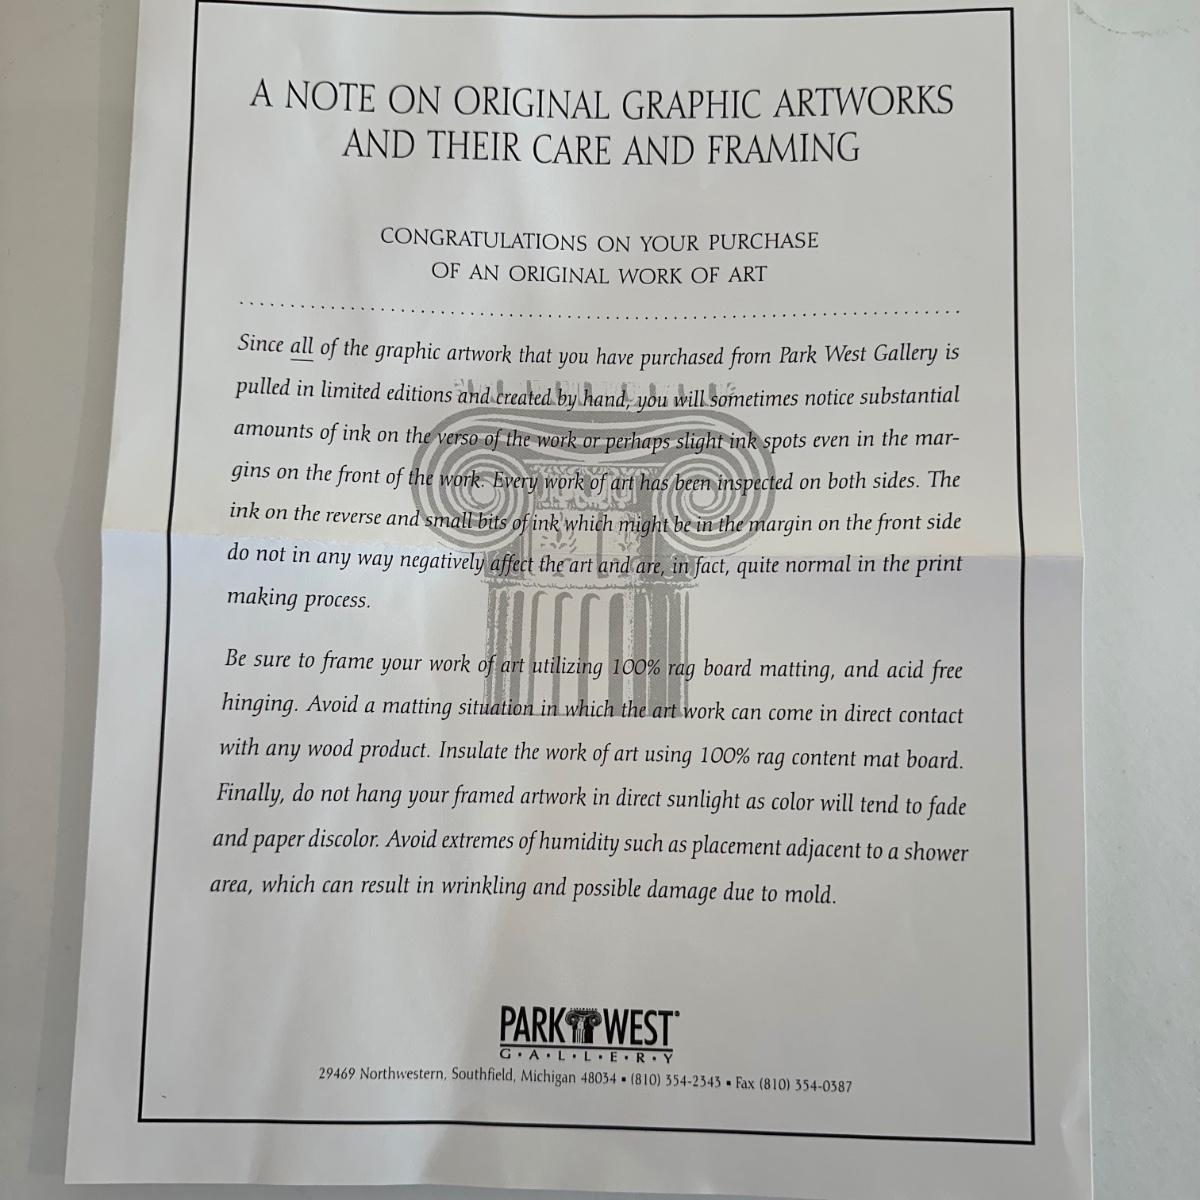 A NOTE ON ORIGINAL GRAPHIC ARTWORKS
AND THEIR CARE AND FRAMING
CONGRATULATIONS ON YOUR PURCHASE
OF AN ORIGINAL WORK OF ART
Since all of the graphic artwork that you have purchased from Park West Gallery is
pulled in limited editions and created by hand, you will sometimes notice substantial
amounts of ink on the verso of the work or perhaps slight ink spots even in the mar-
gins on the front of the work. Every work of art has been inspected on both sides. The
ink on the reverse and small bits of ink which might be in the margin on the front side
do not in any way negatively affect the art and are, in fact, quite normal in the print
making process.
Be sure to frame your work of art utilizing 100% rag board matting, and acid free
hinging. Avoid a matting situation in which the art work can come in direct contact
with any wood product. Insulate the work of art using 100% rag content mat board.
Finally, do not hang your framed artwork in direct sunlight as color will tend to fade
and paper discolor. Avoid extremes of humidity such as placement adjacent to a shower
area, which can result in wrinkling and possible damage due to mold.
PARK WEST
G•A•L•L•E•R•Y
29469 Northwestern, Southfield, Michigan 48034 ▪ (810) 354-2343 ▪ Fax (810) 354-0387